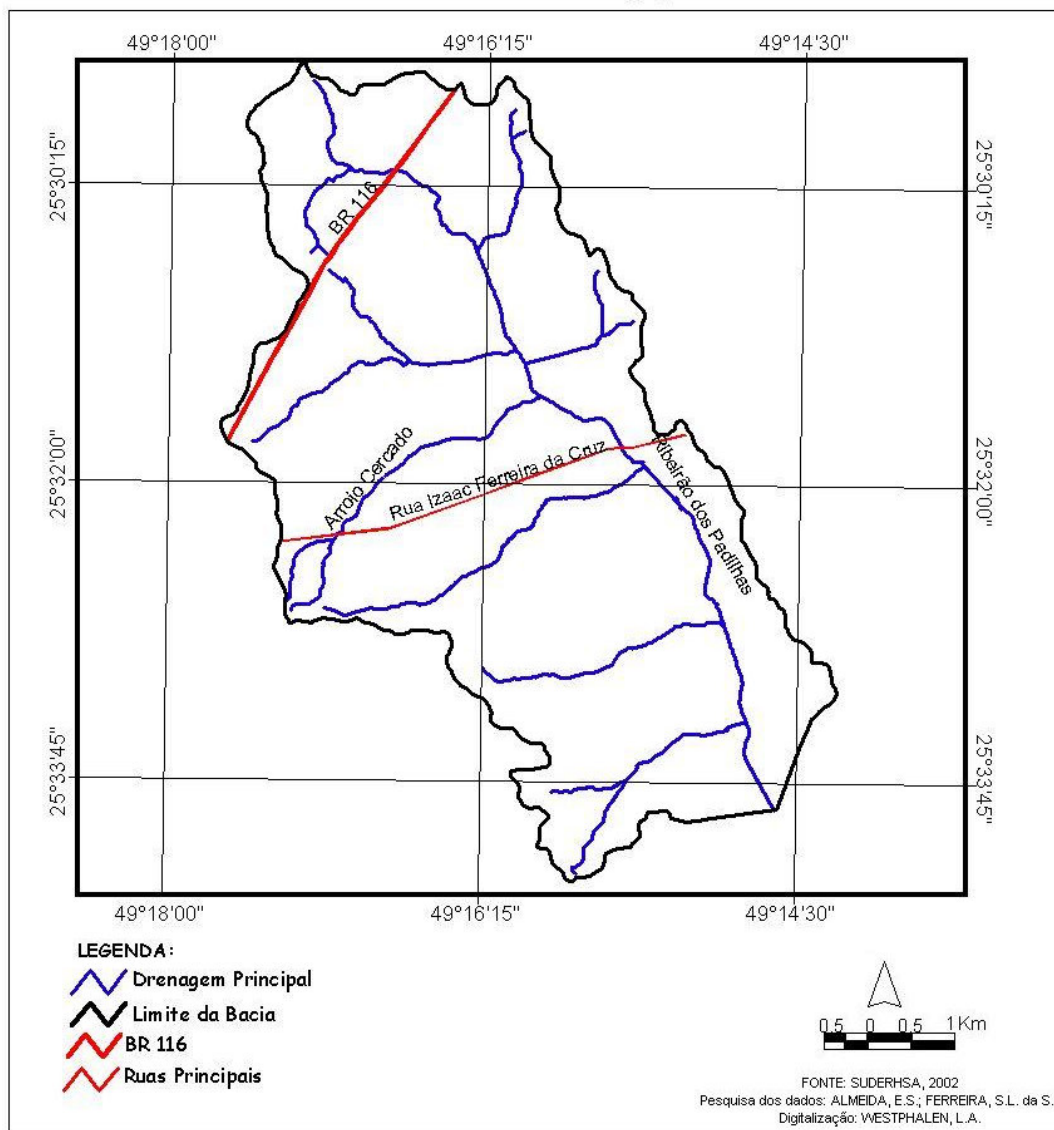 49°18'00" 49°16'15" 49°14'30"
25°30'15" 25°30'15"
BR 116
25°32'00" 25°32'00"
Arroio Cercado
Rua Izaac Ferreira da Cruz
Ribeirão dos Padilhas
25°33'45" 25°33'45"
49°18'00" 49°16'15" 49°14'30"
LEGENDA:
Drenagem Principal
Limite da Bacia
BR 116
Ruas Principais
0.5 0 0.5 1Km
FONTE: SUDERHSA, 2002
Pesquisa dos dados: ALMEIDA, E.S.; FERREIRA, S.L. da S.
Digitalização: WESTPHALEN, L.A.